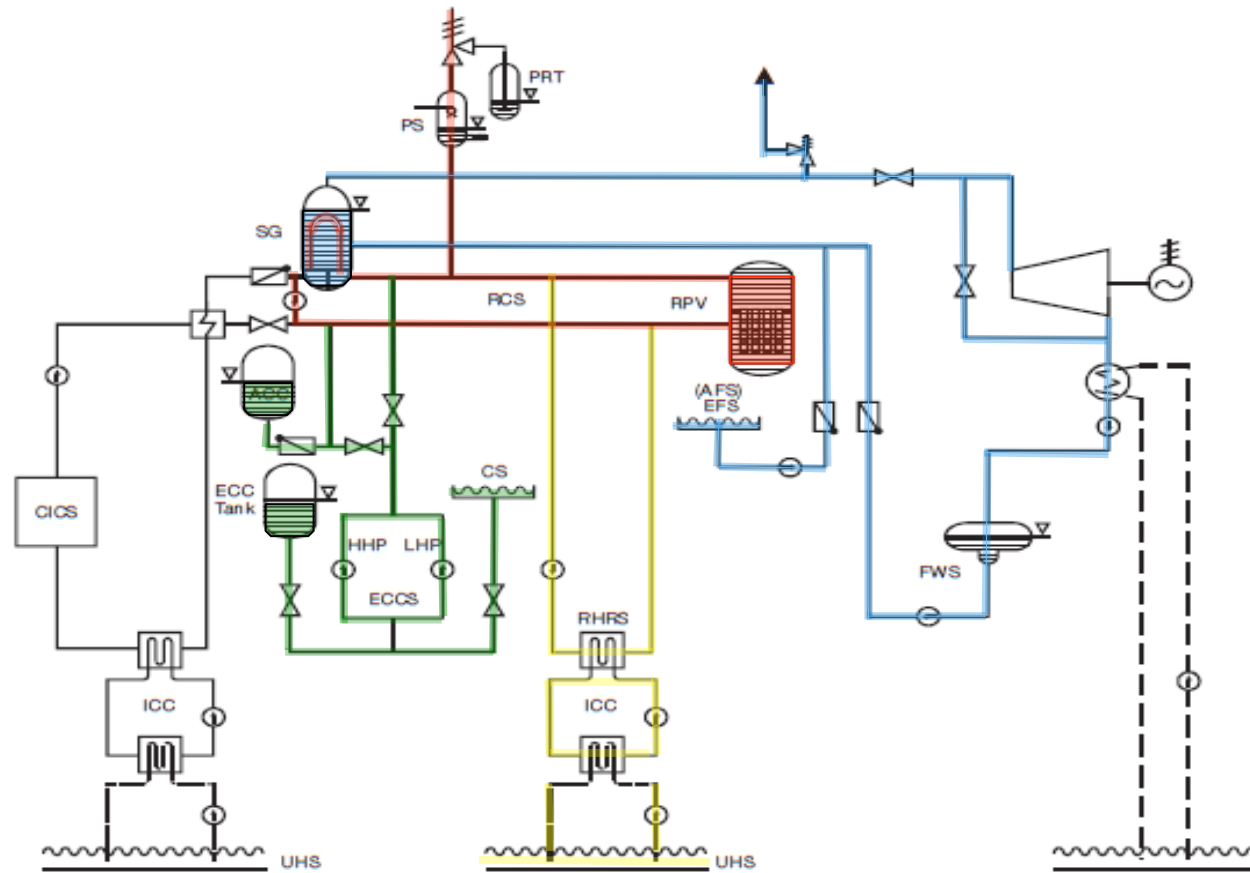 PRT
PS
SG
RCS
RPV
ACC
(AFS)
EFS
ECC
Tank
CS
CICS
HHP
LHP
FWS
ECCS
RHRS
ICC
ICC
UHS
UHS